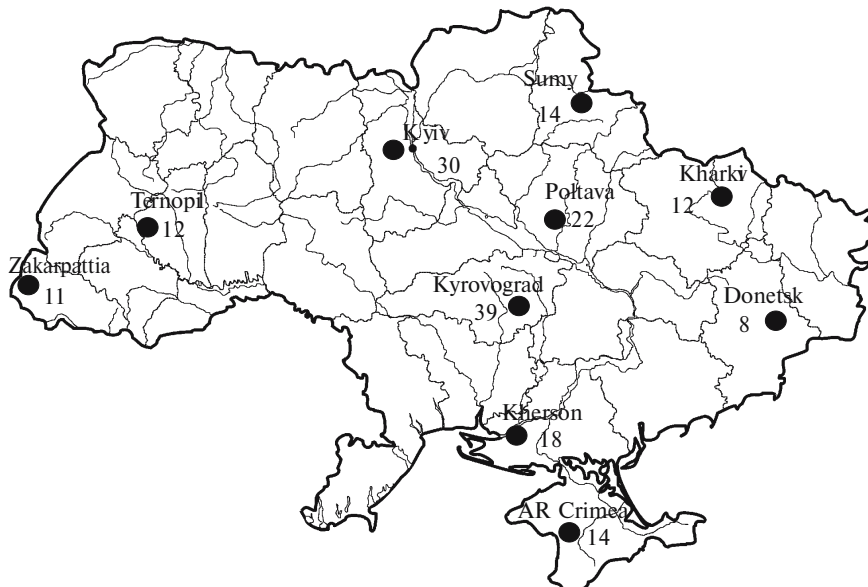 Sumy
14
Kyiv
30
Kharkiv
12
Poltava
22
Ternopil
12
Zakarpattia
11
Kyrovograd
39
Donetsk
8
Kherson
18
AR Crimea
14